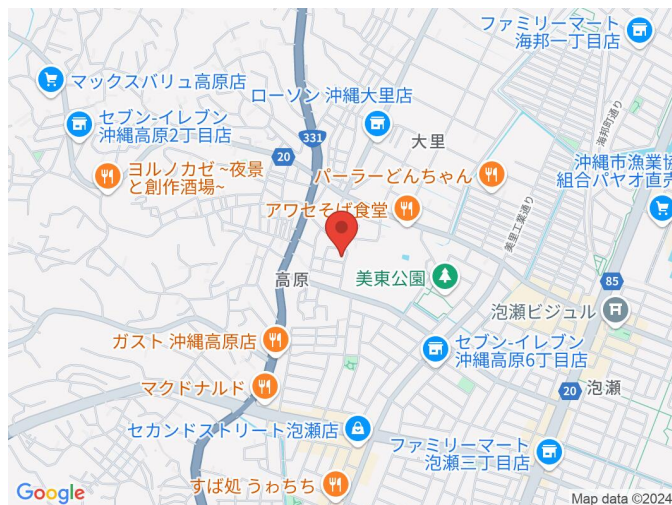 ファミリーマート
海邦一丁目店
マックスバリュ高原店
海邦町通り
ローソン 沖縄大里店
セブン-イレブン
沖縄高原2丁目店
331
大里
20
沖縄市漁業協
組合パヤオ直売
ヨルノカゼ ~夜景
と創作酒場~
パーラーどんちゃん
アワセそば食堂
美里工業通り
高原
美東公園
85
泡瀬ビジュル
ガスト 沖縄高原店
セブン-イレブン
沖縄高原6丁目店
マクドナルド
20
泡瀬
セカンドストリート泡瀬店
ファミリーマート
泡瀬三丁目店
すば処 うゎちち
Google
Map data ©2024